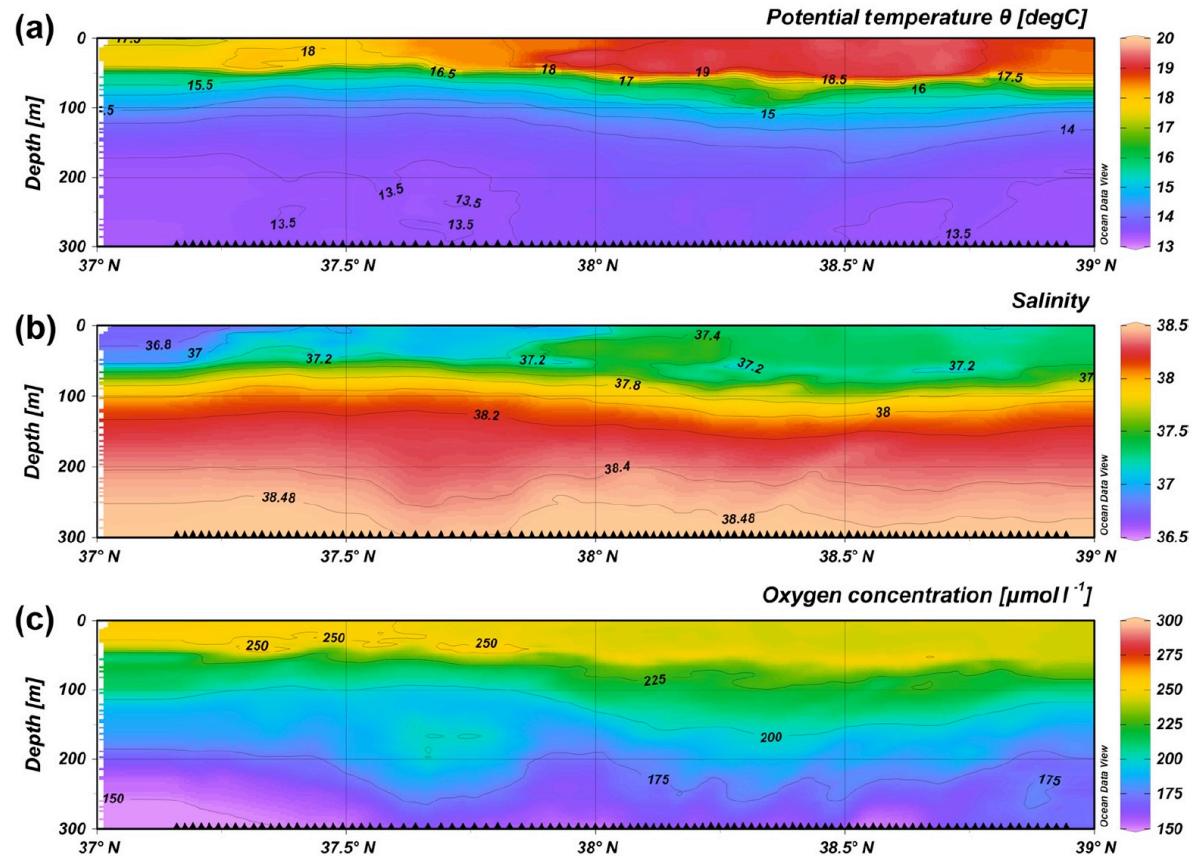 (a)
Potential temperature θ [degC]
Depth [m]
0
100
200
300
17.5
18
16.5
18
17
19
18.5
16
17.5
15.5
.5
15
14
13.5
13.5
13.5
13.5
13.5
Ocean Data View
20
19
18
17
16
15
14
13
37° N
37.5° N
38° N
38.5° N
39° N
(b)
Salinity
Depth [m]
0
100
200
300
36.8
37
37.2
37.2
37.4
37.2
37.2
37.8
37
38
38.2
38.4
38.48
38.48
Ocean Data View
38.5
38
37.5
37
36.5
37° N
37.5° N
38° N
38.5° N
39° N
(c)
Oxygen concentration [µmol l⁻¹]
Depth [m]
0
100
200
300
250
250
250
225
200
175
175
150
Ocean Data View
300
275
250
225
200
175
150
37° N
37.5° N
38° N
38.5° N
39° N